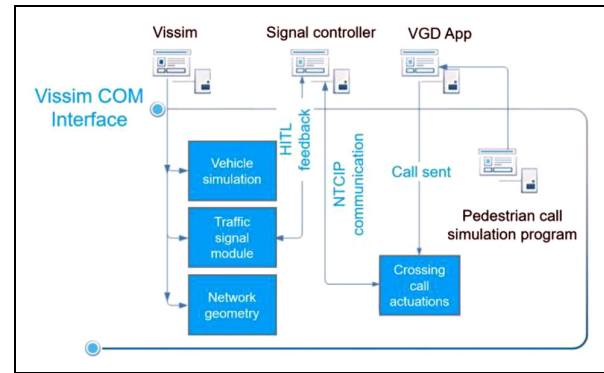 Vissim
Signal controller
VGD App
Vissim COM
Interface
HITL
feedback
NTCIP
communication
Call sent
Vehicle
simulation
Traffic
signal
module
Network
geometry
Pedestrian call
simulation program
Crossing
call
actuations